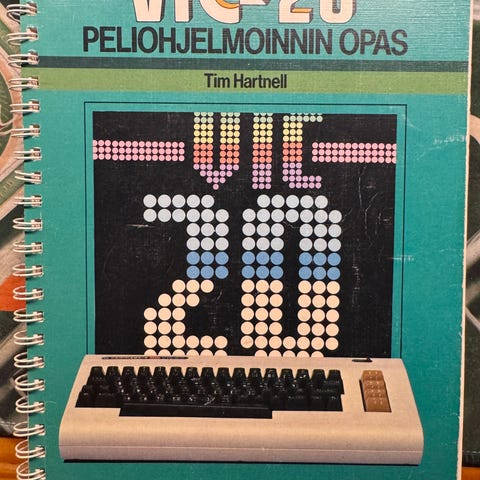 VIC-20
PELIOHJELMOINNIN OPAS
Tim Hartnell
VIC
20